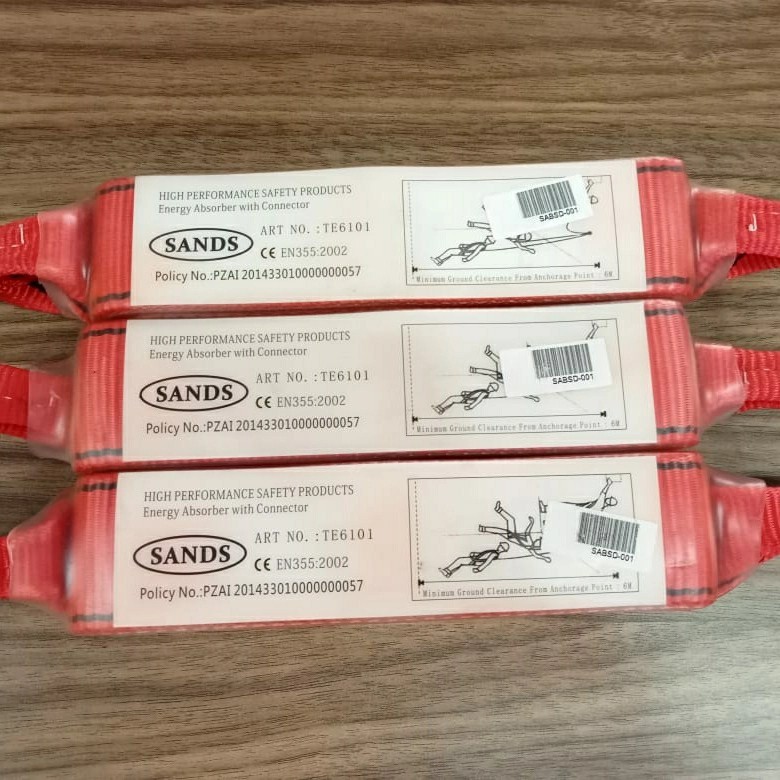 HIGH PERFORMANCE SAFETY PRODUCTS
Energy Absorber with Connector
SANDS
ART NO. :TE6101
CE EN355:2002
Policy No.:PZAI 201433010000000057
SABSD-001
Minimum Ground Clearance From Anchorage Point : 6M
HIGH PERFORMANCE SAFETY PRODUCTS
Energy Absorber with Connector
SANDS
ART NO. :TE6101
CE EN355:2002
Policy No.:PZAI 201433010000000057
SABSD-001
Minimum Ground Clearance From Anchorage Point : 6M
HIGH PERFORMANCE SAFETY PRODUCTS
Energy Absorber with Connector
SANDS
ART NO. :TE6101
CE EN355:2002
Policy No.:PZAI 201433010000000057
SABSD-001
Minimum Ground Clearance From Anchorage Point : 6M